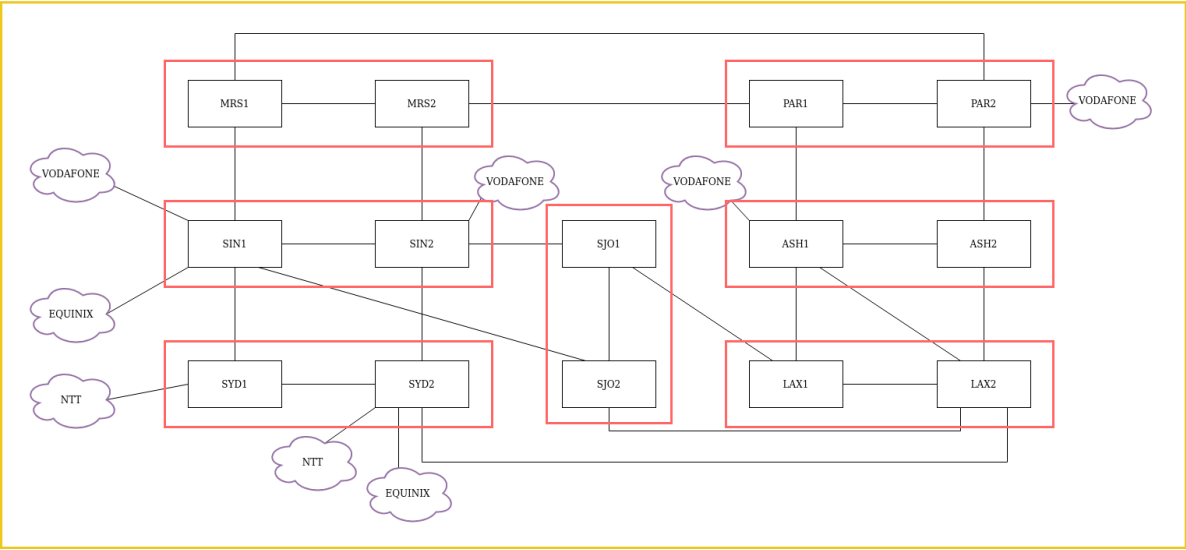 MRS1
MRS2
PAR1
PAR2
VODAFONE
VODAFONE
VODAFONE
VODAFONE
SIN1
SIN2
SJO1
ASH1
ASH2
EQUINIX
SYD1
SYD2
SJO2
LAX1
LAX2
NTT
NTT
EQUINIX